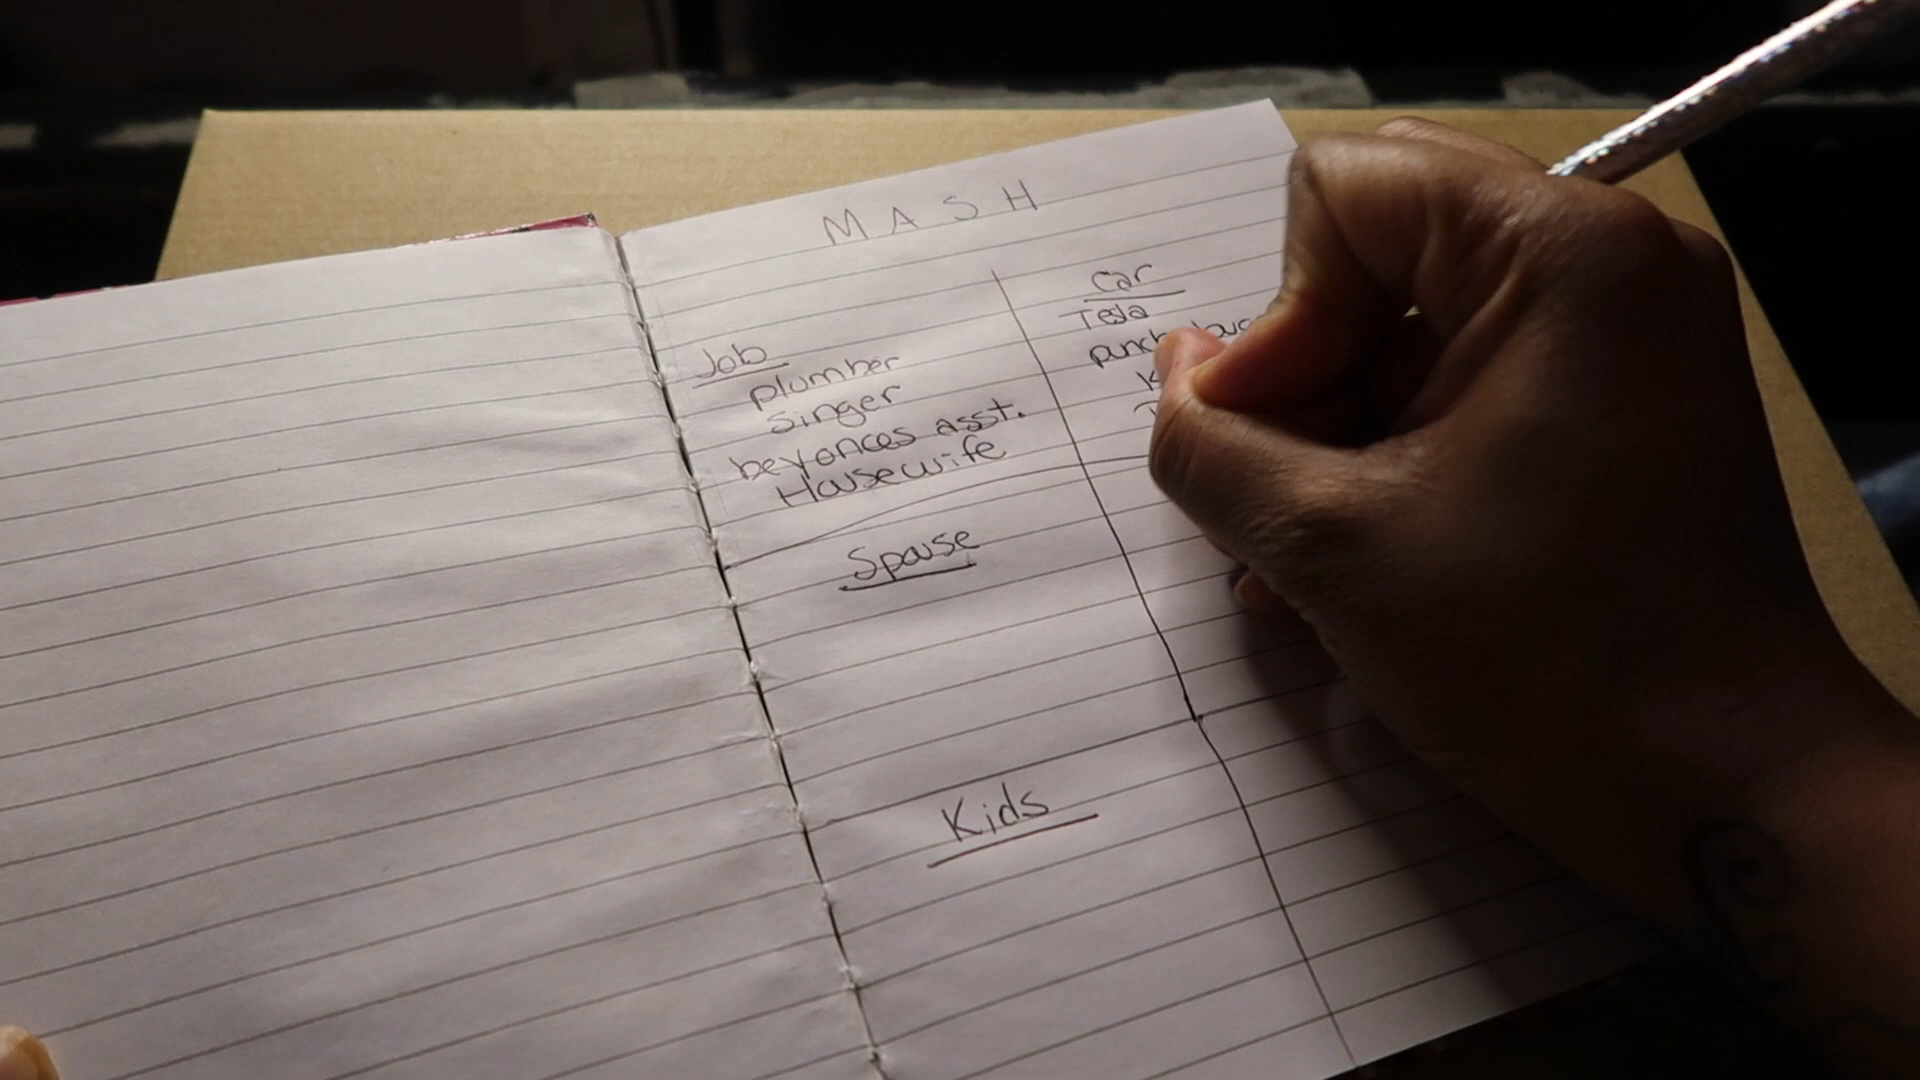 M A S H
Job
plumber
singer
beyonces asst.
Housewife
Car
Tesla
Spouse
Kids